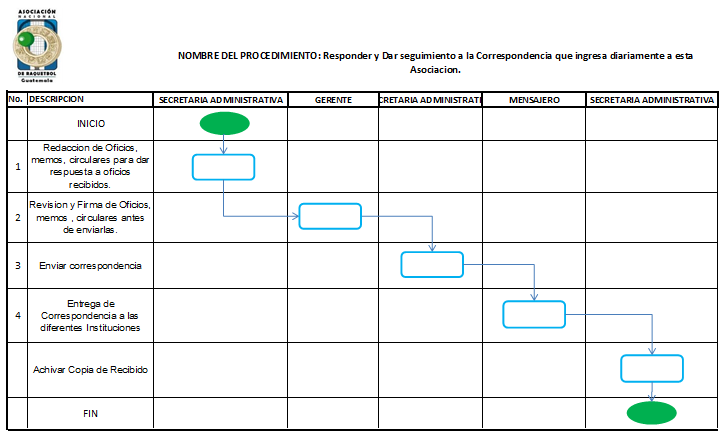 ASOCIACIÓN
NACIONAL
DE RAQUETBOL
Guatemala
NOMBRE DEL PROCEDIMIENTO: Responder y Dar seguimiento a la Correspondencia que ingresa diariamente a esta
Asociacion.
No. DESCRIPCION SECRETARIA ADMINISTRATIVA GERENTE CRETARIA ADMINISTRATI MENSAJERO SECRETARIA ADMINISTRATIVA
INICIO
1 Redaccion de Oficios,
memos, circulares para dar
respuesta a oficios
recibidos.
2 Revision y Firma de Oficios,
memos , circulares antes
de enviarlas.
3 Enviar correspondencia
4 Entrega de
Correspondencia a las
diferentes Instituciones
Achivar Copia de Recibido
FIN